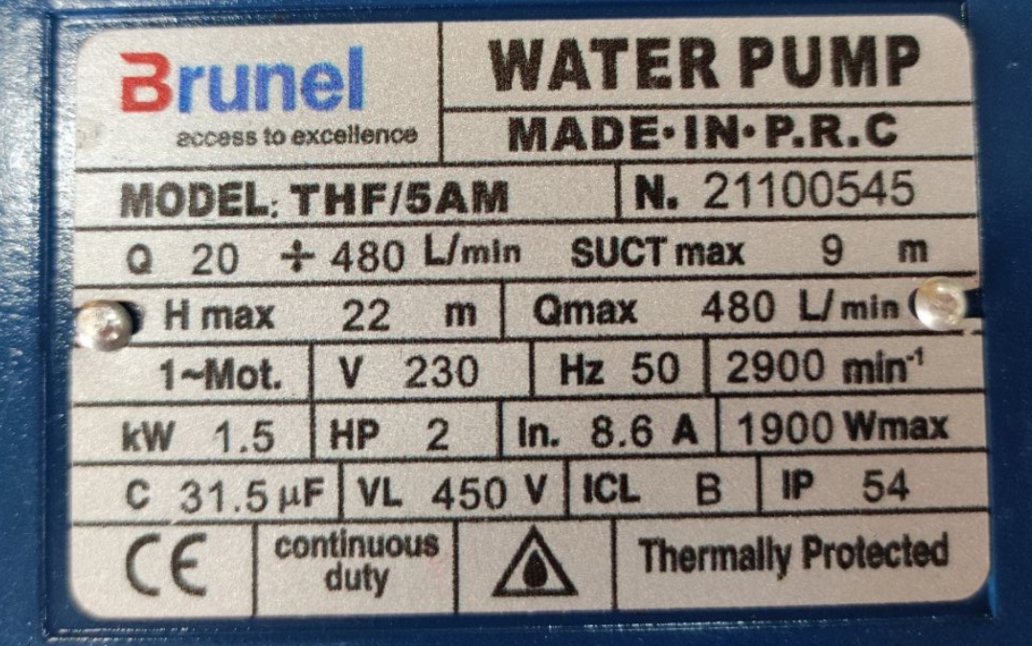 Brunel
access to excellence
WATER PUMP
MADE·IN·P.R.C
MODEL: THF/5AM N. 21100545
Q 20 ÷ 480 L/min SUCT max 9 m
H max 22 m Qmax 480 L/min
1~Mot. V 230 Hz 50 2900 min⁻¹
kW 1.5 HP 2 In. 8.6 A 1900 Wmax
C 31.5 µF VL 450 V ICL B IP 54
CE continuous duty Thermally Protected